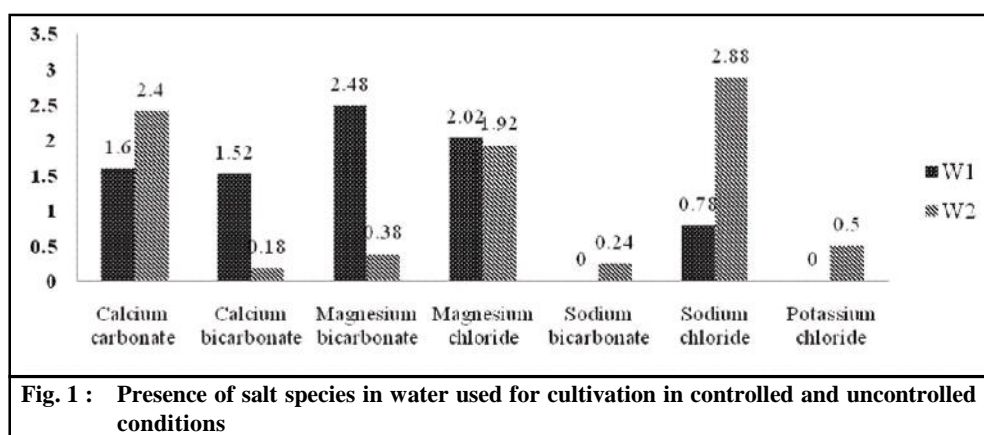 3.5
3
2.5
2
1.5
1
0.5
0
1.6
2.4
1.52
0.18
2.48
0.38
2.02
1.92
0
0.24
0.78
2.88
0
0.5
Calcium carbonate
Calcium bicarbonate
Magnesium bicarbonate
Magnesium chloride
Sodium bicarbonate
Sodium chloride
Potassium chloride
W1
W2
Fig. 1 : Presence of salt species in water used for cultivation in controlled and uncontrolled
conditions